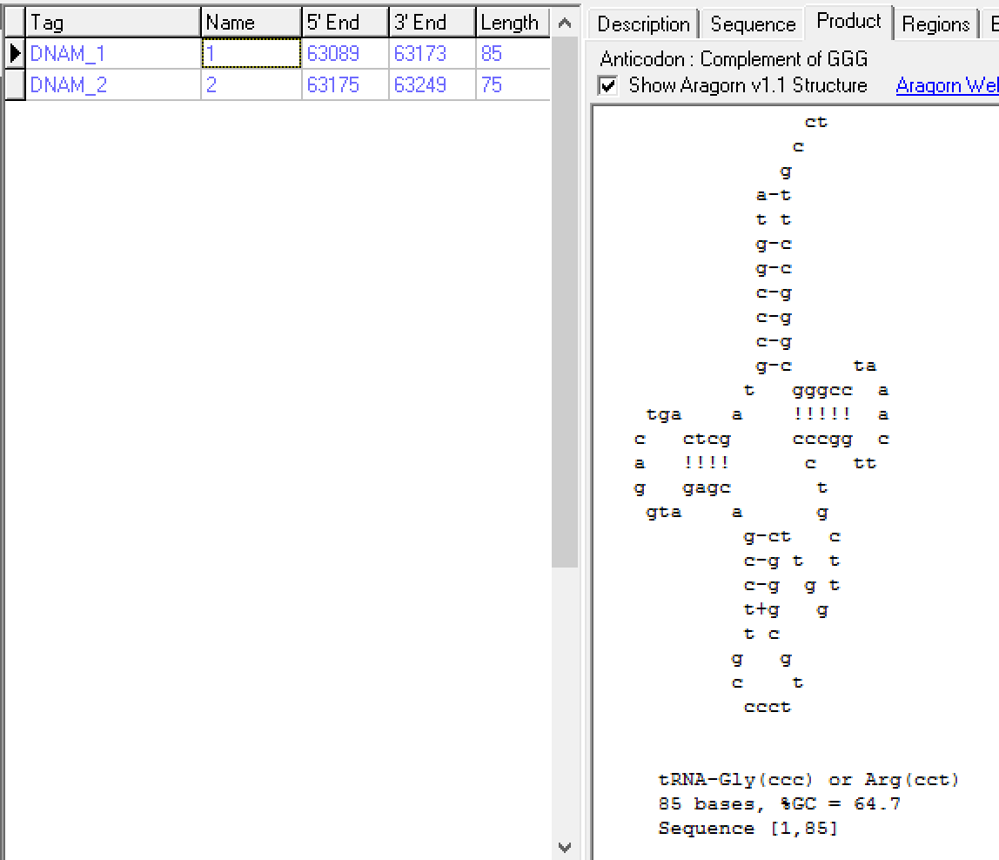 Tag Name 5' End 3' End Length
DNAM_1 1 63089 63173 85
DNAM_2 2 63175 63249 75
Description Sequence Product Regions
Anticodon : Complement of GGG
Show Aragorn v1.1 Structure Aragorn
ct
c
g
a-t
t t
g-c
g-c
c-g
c-g
c-g
g-c ta
t gggcc a
tga a !!!!! a
c ctcg cccgg c
a !!!! c tt
g gagc t
gta a g
g-ct c
c-g t t
c-g g t
t+g g
t c
g g
c t
ccct
tRNA-Gly(ccc) or Arg(cct)
85 bases, %GC = 64.7
Sequence [1,85]